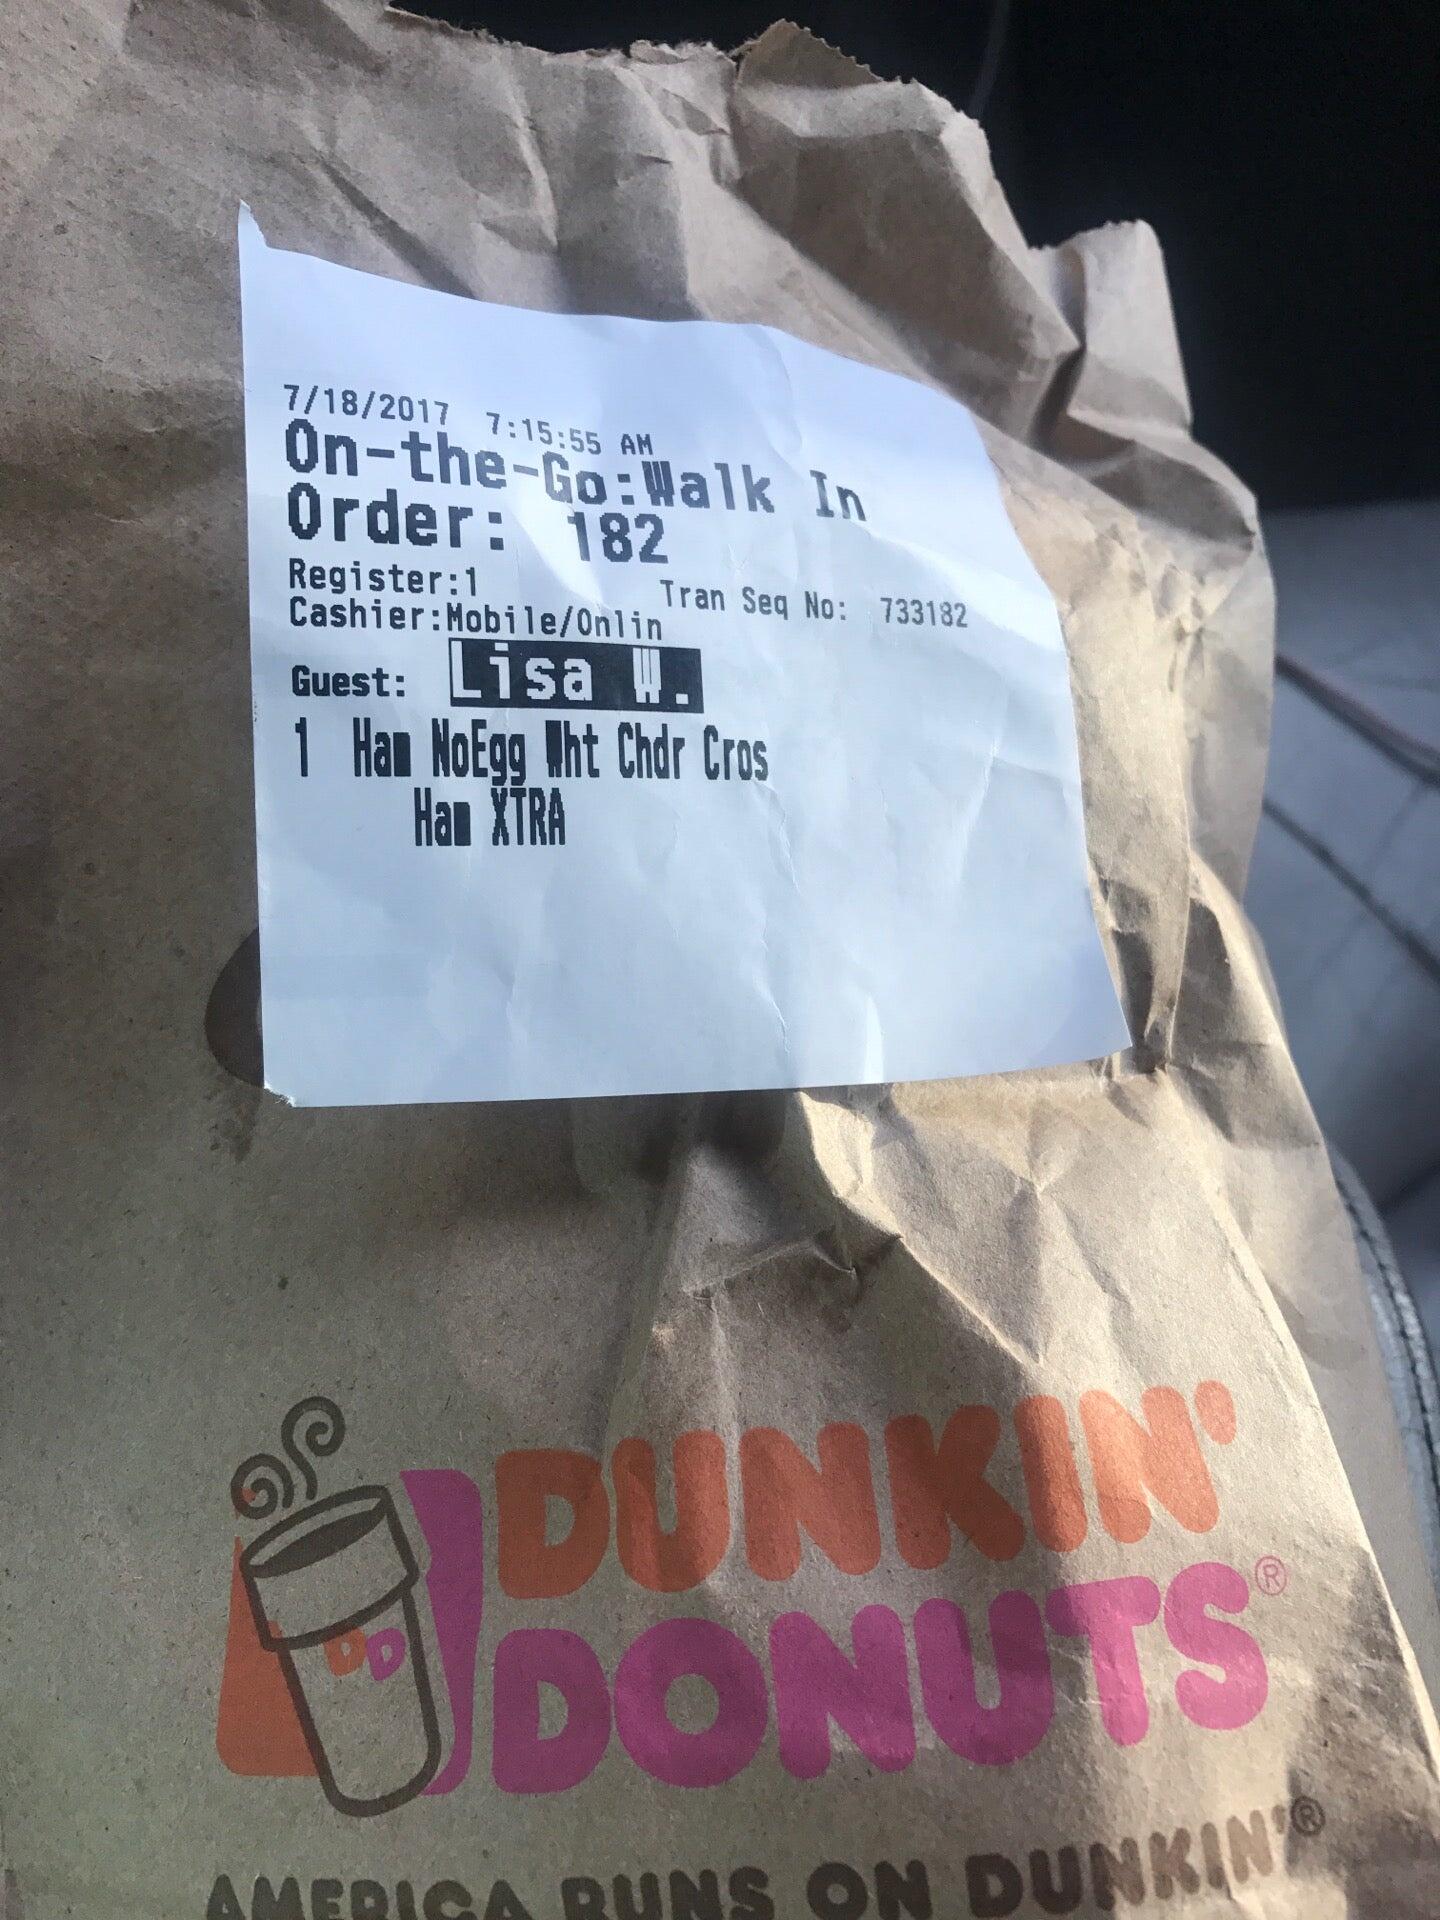 7/18/2017 7:15:55 AM
On-the-Go:Walk In
Order: 182
Register:1 Tran Seq No: 733182
Cashier:Mobile/Onlin
Guest: Lisa W.
1 Ham NoEgg Wht Chdr Cros
Ham XTRA
DD
DUNKIN'
DONUTS®
AMERICA RUNS ON DUNKIN'®